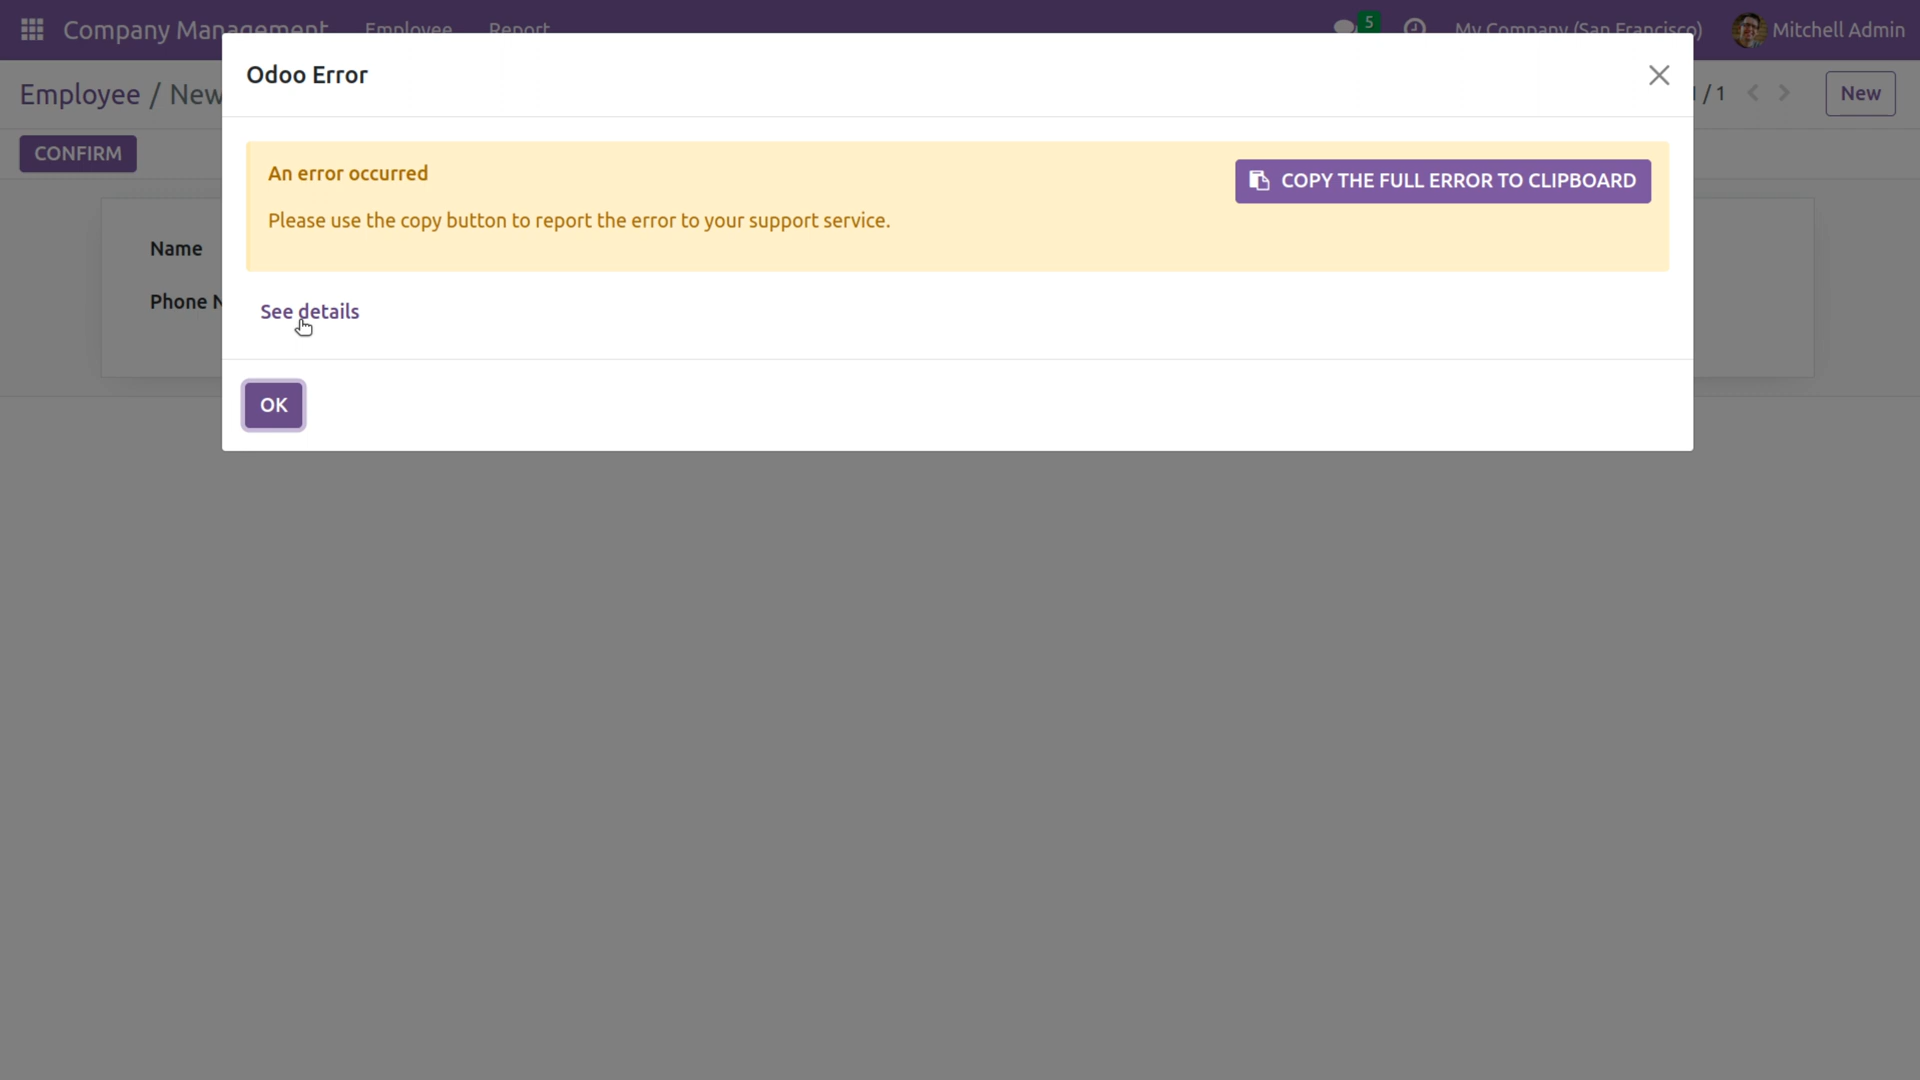 Company Management Employee Report 5 My Company (San Francisco) Mitchell Admin
Odoo Error
Employee / New / 1 New
An error occurred
COPY THE FULL ERROR TO CLIPBOARD
CONFIRM
Please use the copy button to report the error to your support service.
Name
Phone N
See details
OK